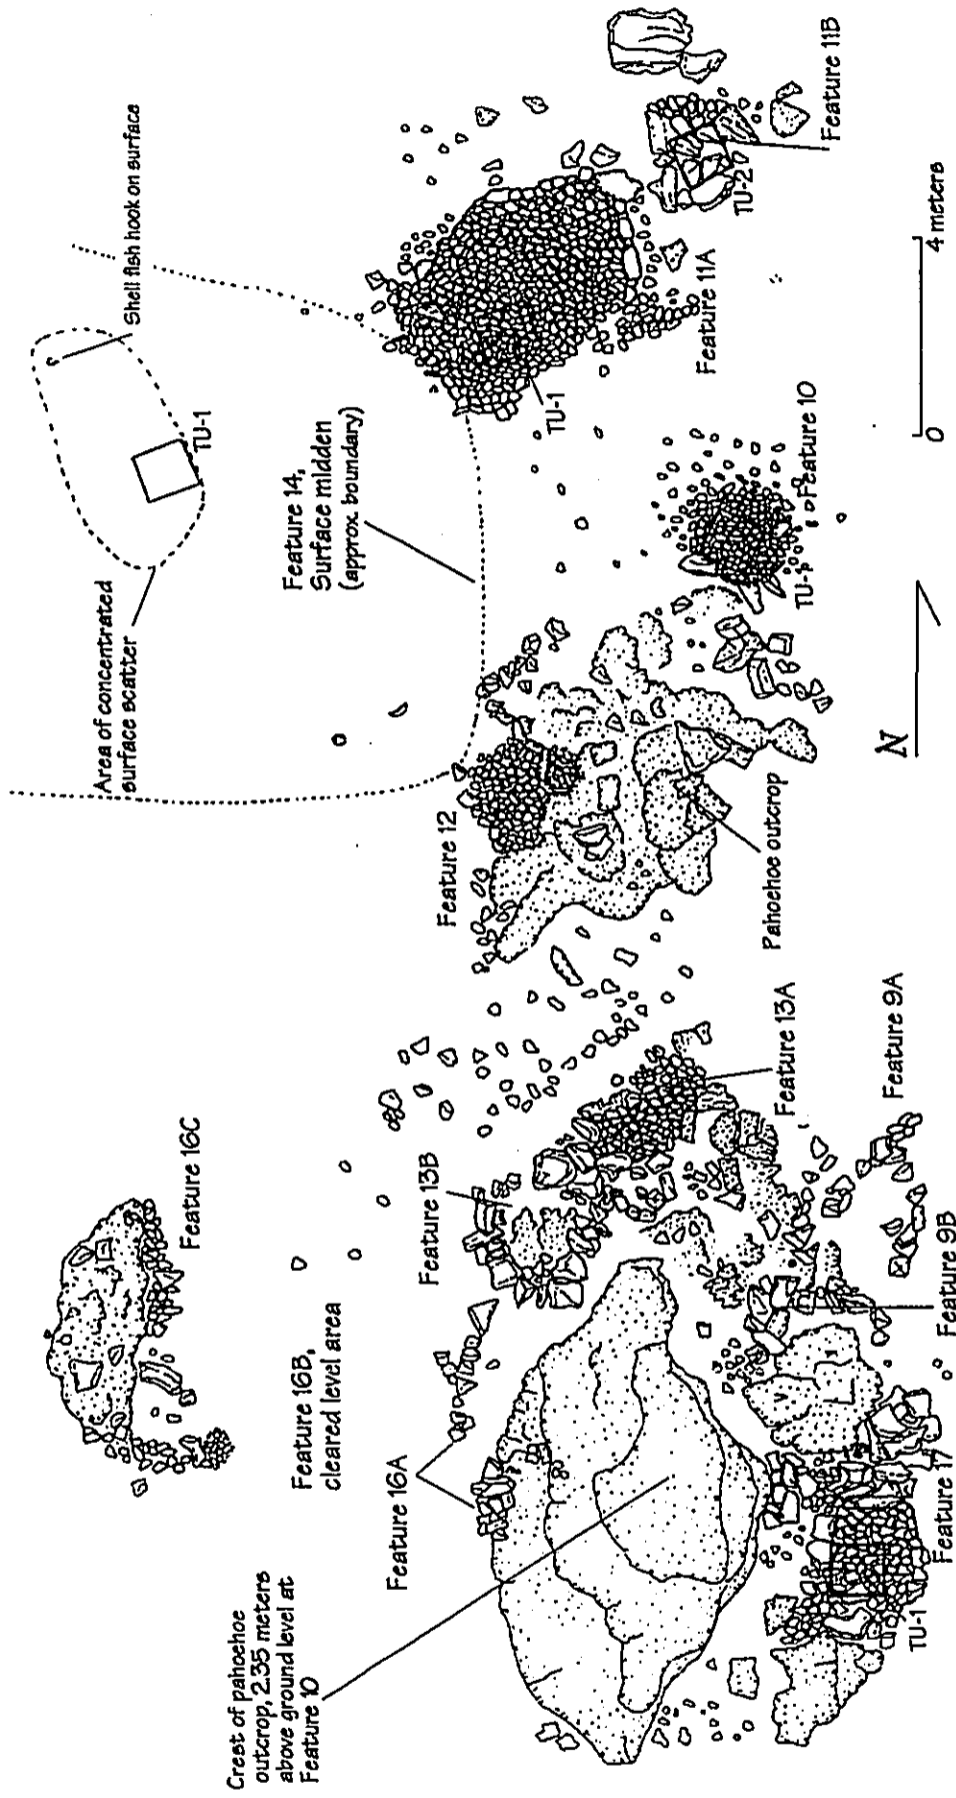 Crest of pahoehoe
outcrop, 2.35 meters
above ground level at
Feature 10
Feature 16C
Feature 16B,
cleared level area
Feature 16A
Feature 13B
Feature 13A
Feature 9A
Feature 9B
Feature 17
TU-1
Area of concentrated
surface scatter
TU-1
Shell fish hook on surface
Feature 14,
Surface midden
(approx. boundary)
Feature 12
Pahoehoe outcrop
N
TU-1
Feature 10
TU-1
Feature 11A
TU-2
Feature 11B
0
4 meters